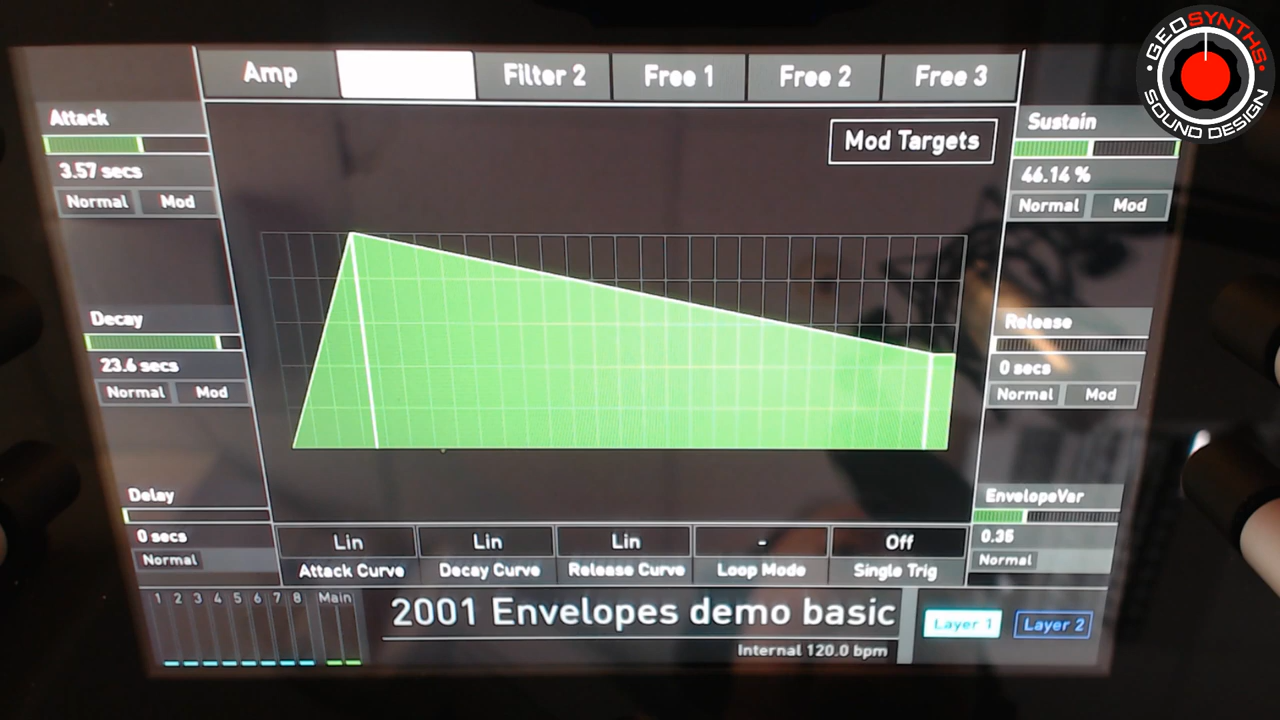 GEOSYNTHS
SOUND DESIGN
Amp
Filter 2
Free 1
Free 2
Free 3
Mod Targets
Attack
3.57 secs
Normal
Mod
Sustain
46.14 %
Normal
Mod
Decay
23.6 secs
Normal
Mod
Release
0 secs
Normal
Mod
Delay
0 secs
Normal
EnvelopeVar
0.35
Normal
Lin
Lin
Lin
-
Off
Attack Curve
Decay Curve
Release Curve
Loop Mode
Single Trig
1 2 3 4 5 6 7 8 Main
2001 Envelopes demo basic
Internal 120.0 bpm
Layer 1
Layer 2